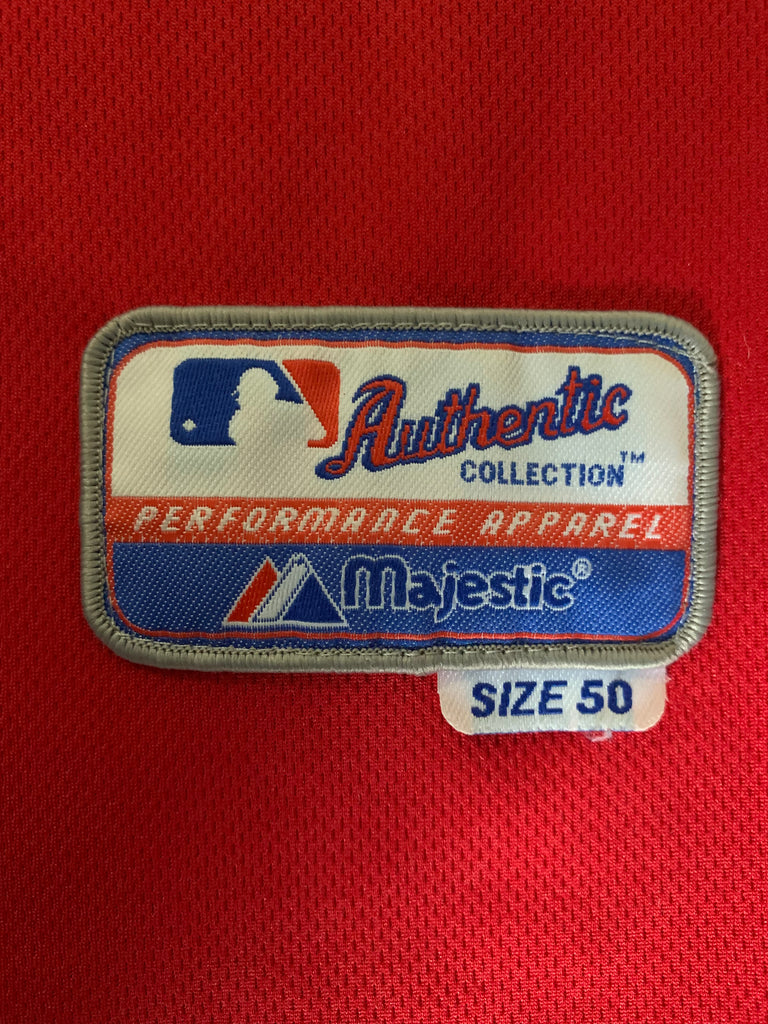 Authentic
COLLECTION™
PERFORMANCE APPAREL
Majestic®
SIZE 50